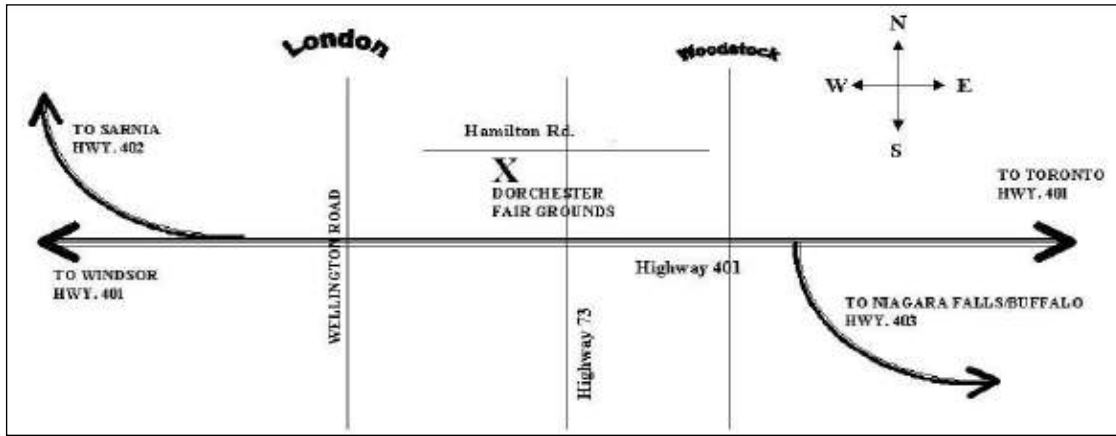 London
Woodstock
N
W
E
S
TO SARNIA
HWY. 402
Hamilton Rd.
X
DORCHESTER
FAIR GROUNDS
TO TORONTO
HWY. 401
WELLINGTON ROAD
TO WINDSOR
HWY. 401
Highway 401
Highway 73
TO NIAGARA FALLS/BUFFALO
HWY. 403